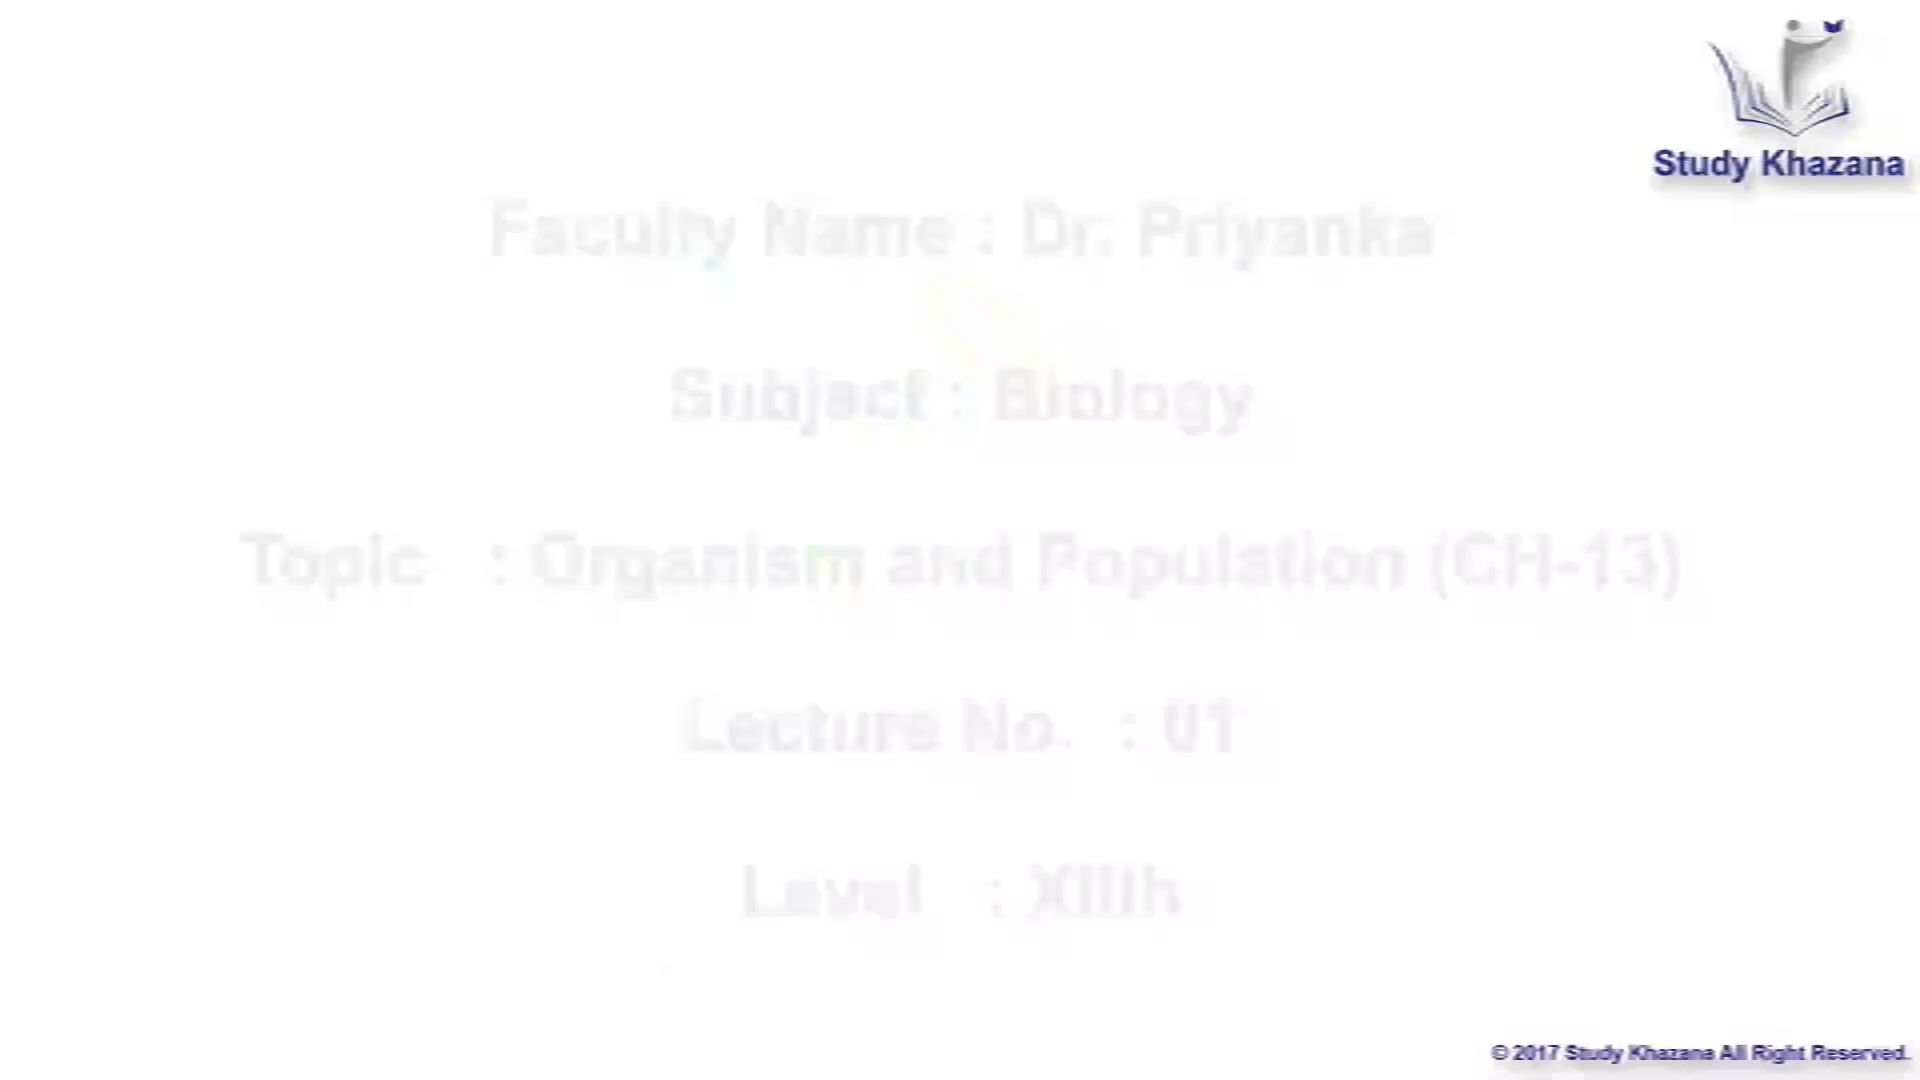 Study Khazana
Faculty Name : Dr. Priyanka
Subject : Biology
Topic : Organism and Population (CH-13)
Lecture No. : 01
Level : XIIth
© 2017 Study Khazana All Right Reserved.